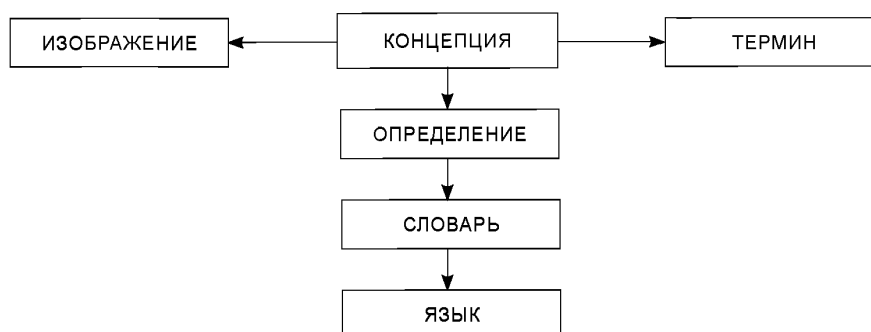 ИЗОБРАЖЕНИЕ
КОНЦЕПЦИЯ
ТЕРМИН
ОПРЕДЕЛЕНИЕ
СЛОВАРЬ
ЯЗЫК